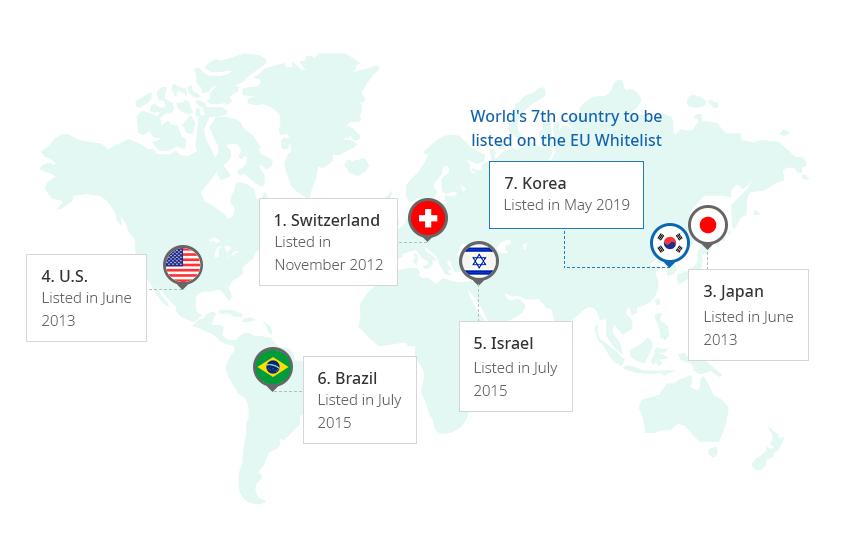 World's 7th country to be
listed on the EU Whitelist
7. Korea
Listed in May 2019
1. Switzerland
Listed in
November 2012
4. U.S.
Listed in June
2013
3. Japan
Listed in June
2013
5. Israel
Listed in July
2015
6. Brazil
Listed in July
2015